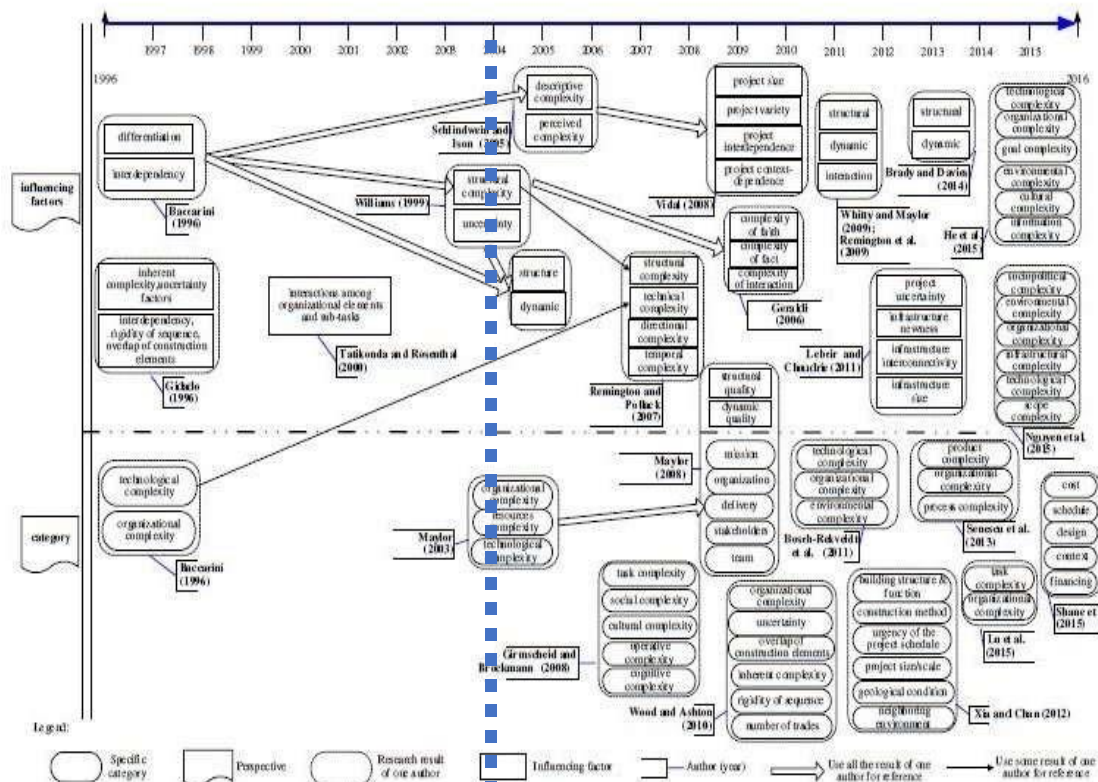 1997 1998 1999 2000 2001 2002 2003 2004 2005 2006 2007 2008 2009 2010 2011 2012 2013 2014 2015
1996
2016
influencing
factors
differentiation
interdependency
Baccarini
(1996)
inherent
complexity,uncertainty
factors
interdependency,
rigidity of sequence,
overlap of construction
elements
Gidado
(1996)
interactions among
organizational elements
and sub-tasks
Tatikonda and Rosenthal
(2000)
descriptive
complexity
perceived
complexity
Schlindwein and
Ison (2005)
structural
complexity
uncertainty
Williams (1999)
structure
dynamic
structural
complexity
technical
complexity
directional
complexity
temporal
complexity
Remington and
Pollack
(2007)
project size
project variety
project
interdependence
project context-
dependence
Vidal (2008)
complexity
of faith
complexity
of fact
complexity
of interaction
Geraldi
(2006)
structural
dynamic
interaction
Whitty and Maylor
(2009);
Remington et al.
(2009)
structural
dynamic
Brady and Davies
(2014)
project
uncertainty
infrastructure
newness
infrastructure
interconnectivity
infrastructure
size
(2011)
technological
complexity
organizational
complexity
goal complexity
environmental
complexity
cultural
complexity
information
complexity
He et al.
(2015)
sociopolitical
complexity
environmental
complexity
organizational
complexity
infrastructural
complexity
technological
complexity
scope
complexity
Nguyen et al.
(2015)
structural
quality
dynamic
quality
mission
organization
delivery
stakeholders
team
Maylor
(2008)
category
technological
complexity
organizational
complexity
Baccarini
(1996)
organizational
complexity
resources
complexity
technological
complexity
Maylor
(2003)
technological
complexity
organizational
complexity
environmental
complexity
Bosch-Rekveldt
et al. (2011)
product
complexity
organizational
complexity
process complexity
Senescu et al.
(2013)
cost
schedule
design
context
financing
Shane et
(2015)
task complexity
social complexity
cultural complexity
operative
complexity
cognitive
complexity
Girmscheid and
Brockmann (2008)
organizational
complexity
uncertainty
overlap of
construction elements
inherent complexity
rigidity of sequence
number of trades
Wood and Ashton
(2010)
building structure &
function
construction method
urgency of the
project schedule
project size/scale
geological condition
neighboring
environment
Xia and Chan (2012)
task
complexity
organizational
complexity
Lu et al.
(2015)
Legend:
Specific
category
Perspective
Research result
of one author
Influencing factor
Author (year)
Use all the result of one
author for reference
Use some result of one
author for reference